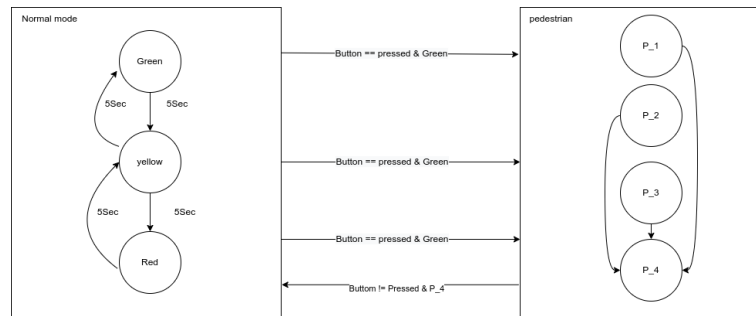 Normal mode
Green
5Sec
5Sec
yellow
5Sec
5Sec
Red
Button == pressed & Green
Button == pressed & Green
Button == pressed & Green
Buttom != Pressed & P_4
pedestrian
P_1
P_2
P_3
P_4